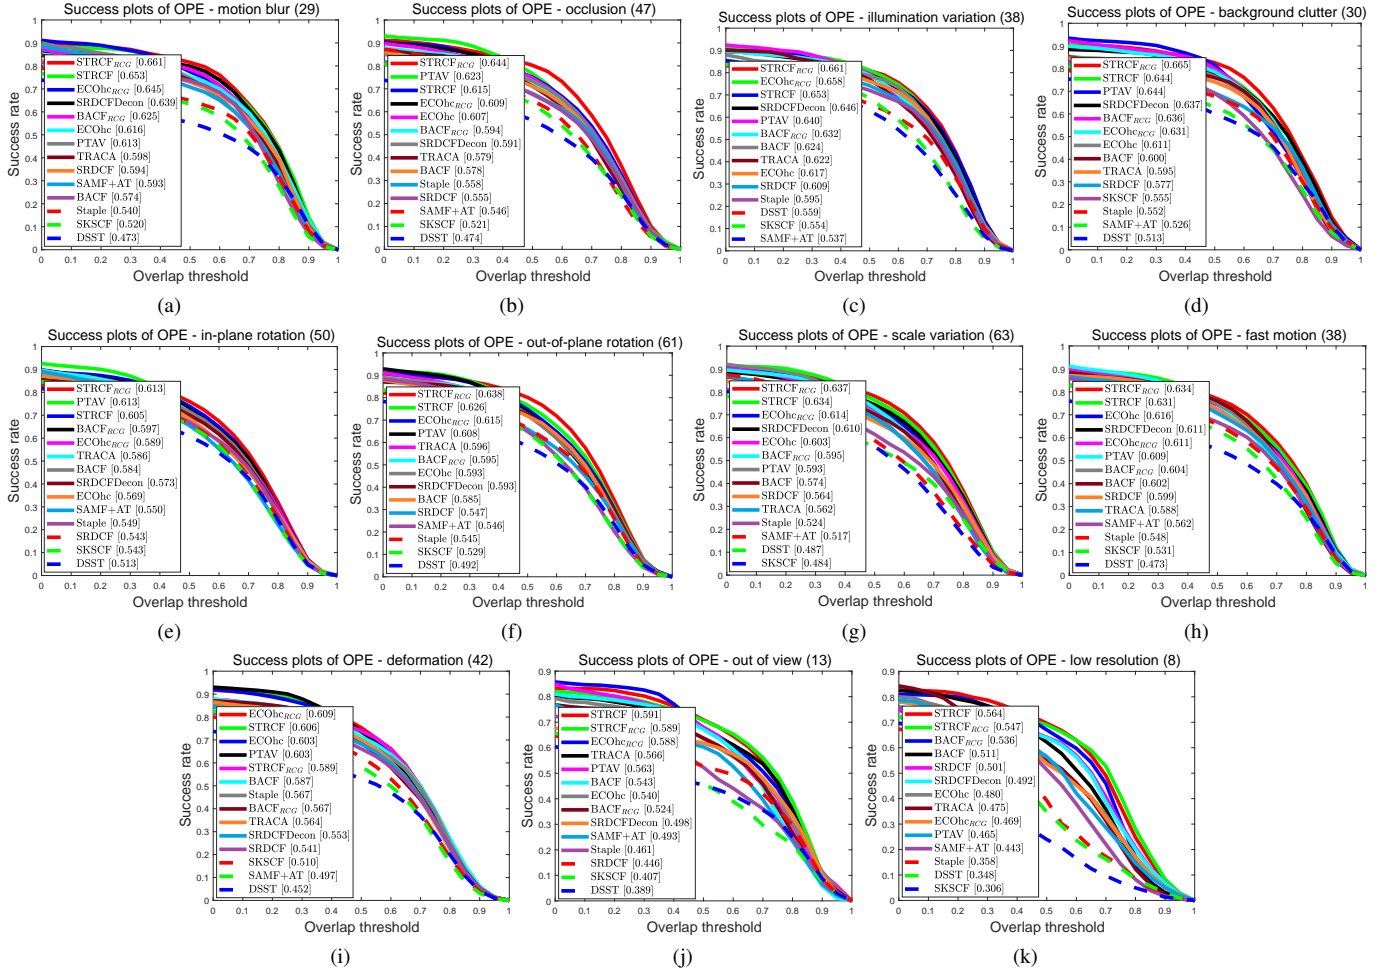 Success plots of OPE - motion blur (29)
STRCF_RCG [0.661]
STRCF [0.653]
ECOhc_RCG [0.645]
SRDCFDecon [0.639]
BACF_RCG [0.625]
ECOhc [0.616]
PTAV [0.613]
TRACA [0.598]
SRDCF [0.594]
SAMF+AT [0.593]
BACF [0.574]
Staple [0.540]
SKSCF [0.520]
DSST [0.473]
Success rate
Overlap threshold
(a)
Success plots of OPE - occlusion (47)
STRCF_RCG [0.644]
PTAV [0.623]
STRCF [0.615]
ECOhc_RCG [0.609]
ECOhc [0.607]
BACF_RCG [0.594]
SRDCFDecon [0.591]
TRACA [0.579]
BACF [0.578]
Staple [0.558]
SRDCF [0.555]
SAMF+AT [0.546]
SKSCF [0.521]
DSST [0.474]
Success rate
Overlap threshold
(b)
Success plots of OPE - illumination variation (38)
STRCF_RCG [0.661]
ECOhc_RCG [0.658]
STRCF [0.653]
SRDCFDecon [0.646]
PTAV [0.640]
BACF_RCG [0.632]
BACF [0.624]
TRACA [0.622]
ECOhc [0.617]
SRDCF [0.609]
Staple [0.595]
DSST [0.559]
SKSCF [0.554]
SAMF+AT [0.537]
Success rate
Overlap threshold
(c)
Success plots of OPE - background clutter (30)
STRCF_RCG [0.665]
STRCF [0.644]
PTAV [0.644]
SRDCFDecon [0.637]
BACF_RCG [0.636]
ECOhc_RCG [0.631]
ECOhc [0.611]
BACF [0.600]
TRACA [0.595]
SRDCF [0.577]
SKSCF [0.555]
Staple [0.552]
SAMF+AT [0.526]
DSST [0.513]
Success rate
Overlap threshold
(d)
Success plots of OPE - in-plane rotation (50)
STRCF_RCG [0.613]
PTAV [0.613]
STRCF [0.605]
BACF_RCG [0.597]
ECOhc_RCG [0.589]
TRACA [0.586]
BACF [0.584]
SRDCFDecon [0.573]
ECOhc [0.569]
SAMF+AT [0.550]
Staple [0.549]
SRDCF [0.543]
SKSCF [0.543]
DSST [0.513]
Success rate
Overlap threshold
(e)
Success plots of OPE - out-of-plane rotation (61)
STRCF_RCG [0.638]
STRCF [0.626]
ECOhc_RCG [0.615]
PTAV [0.608]
TRACA [0.596]
BACF_RCG [0.595]
ECOhc [0.593]
SRDCFDecon [0.593]
BACF [0.585]
SRDCF [0.547]
SAMF+AT [0.546]
Staple [0.545]
SKSCF [0.529]
DSST [0.492]
Success rate
Overlap threshold
(f)
Success plots of OPE - scale variation (63)
STRCF_RCG [0.637]
STRCF [0.634]
ECOhc_RCG [0.614]
SRDCFDecon [0.610]
ECOhc [0.603]
BACF_RCG [0.595]
PTAV [0.593]
BACF [0.574]
SRDCF [0.564]
TRACA [0.562]
Staple [0.524]
SAMF+AT [0.517]
DSST [0.487]
SKSCF [0.484]
Success rate
Overlap threshold
(g)
Success plots of OPE - fast motion (38)
STRCF_RCG [0.634]
STRCF [0.631]
ECOhc [0.616]
SRDCFDecon [0.611]
ECOhc_RCG [0.611]
PTAV [0.609]
BACF_RCG [0.604]
BACF [0.602]
SRDCF [0.599]
TRACA [0.588]
SAMF+AT [0.562]
Staple [0.548]
SKSCF [0.531]
DSST [0.473]
Success rate
Overlap threshold
(h)
Success plots of OPE - deformation (42)
ECOhc_RCG [0.609]
STRCF [0.606]
ECOhc [0.603]
PTAV [0.603]
STRCF_RCG [0.589]
BACF [0.587]
Staple [0.567]
BACF_RCG [0.567]
TRACA [0.564]
SRDCFDecon [0.553]
SRDCF [0.541]
SKSCF [0.510]
SAMF+AT [0.497]
DSST [0.452]
Success rate
Overlap threshold
(i)
Success plots of OPE - out of view (13)
STRCF [0.591]
STRCF_RCG [0.589]
ECOhc_RCG [0.588]
TRACA [0.566]
PTAV [0.563]
BACF [0.543]
ECOhc [0.540]
BACF_RCG [0.524]
SRDCFDecon [0.498]
SAMF+AT [0.493]
Staple [0.461]
SRDCF [0.446]
SKSCF [0.407]
DSST [0.389]
Success rate
Overlap threshold
(j)
Success plots of OPE - low resolution (8)
STRCF [0.564]
STRCF_RCG [0.547]
BACF_RCG [0.536]
BACF [0.511]
SRDCF [0.501]
SRDCFDecon [0.492]
ECOhc [0.480]
TRACA [0.475]
ECOhc_RCG [0.469]
PTAV [0.465]
SAMF+AT [0.443]
Staple [0.358]
DSST [0.348]
SKSCF [0.306]
Success rate
Overlap threshold
(k)